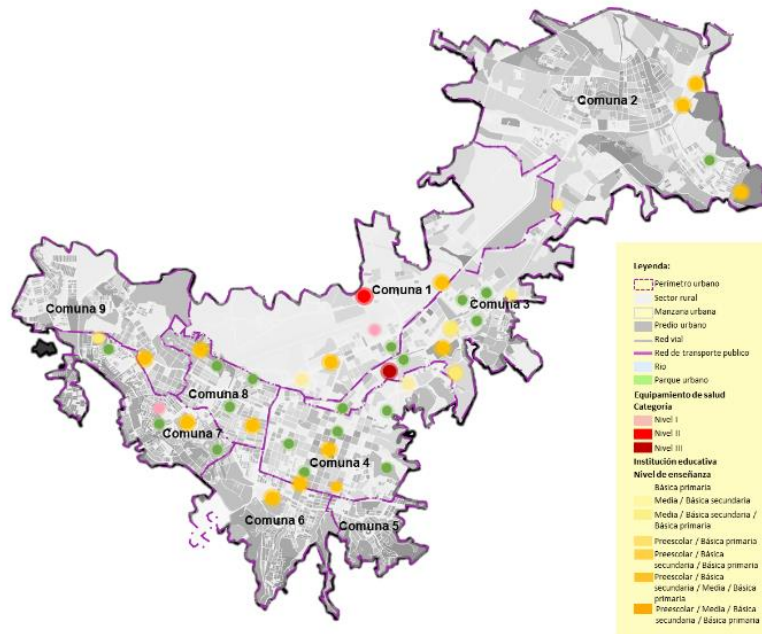 Comuna 2
Comuna 1
Comuna 3
Comuna 9
Comuna 8
Comuna 7
Comuna 4
Comuna 6
Comuna 5
Leyenda:
Perímetro urbano
Sector rural
Manzana urbana
Predio urbano
Red vial
Red de transporte publico
Rio
Parque urbano
Equipamiento de salud
Categoría
Nivel I
Nivel II
Nivel III
Institución educativa
Nivel de enseñanza
Básica primaria
Media / Básica secundaria
Media / Básica secundaria /
Básica primaria
Preescolar / Básica primaria
Preescolar / Básica
secundaria / Básica primaria
Preescolar / Básica
secundaria / Media / Básica
primaria
Preescolar / Media / Básica
secundaria / Básica primaria